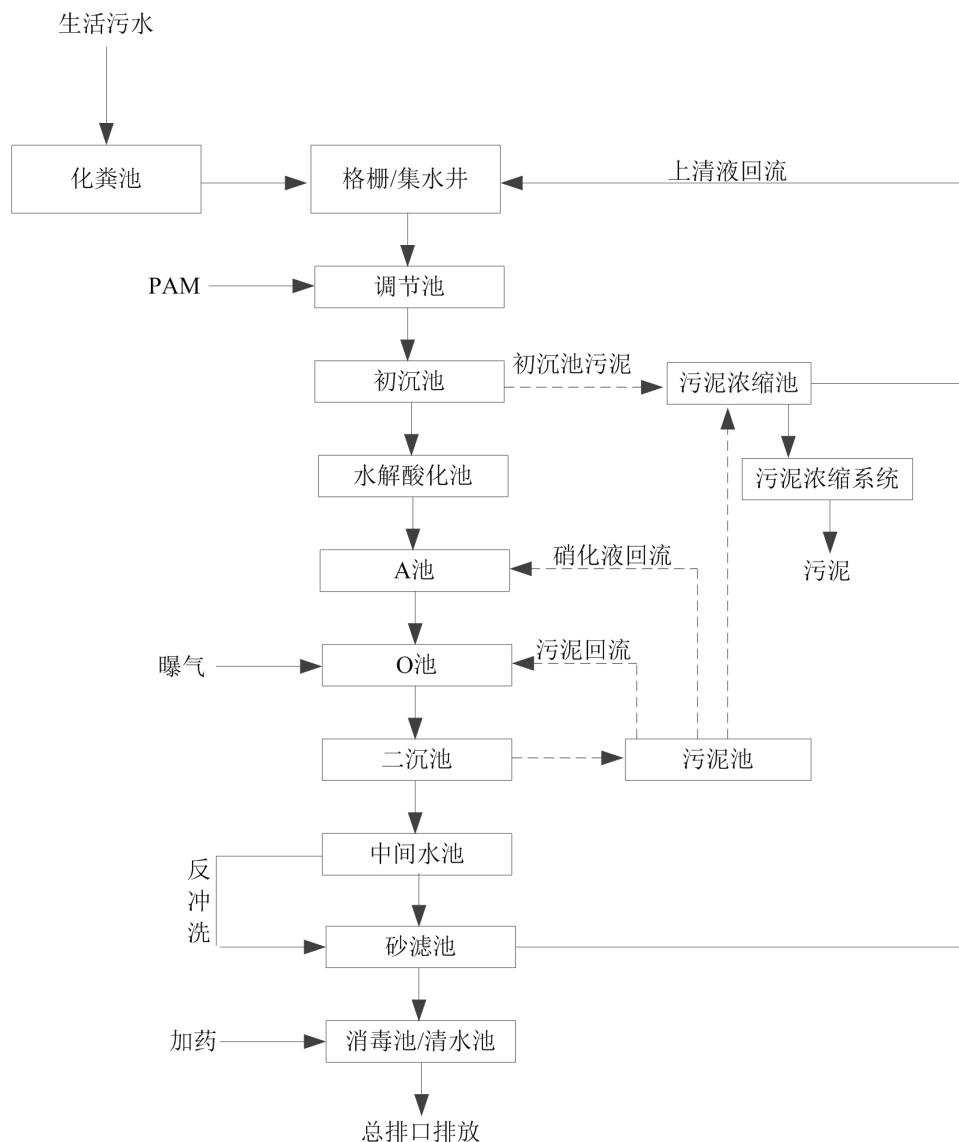 生活污水
化粪池
格栅/集水井
上清液回流
PAM
调节池
初沉池
初沉池污泥
污泥浓缩池
水解酸化池
污泥浓缩系统
A池
硝化液回流
污泥
曝气
O池
污泥回流
二沉池
污泥池
中间水池
反冲洗
砂滤池
加药
消毒池/清水池
总排口排放